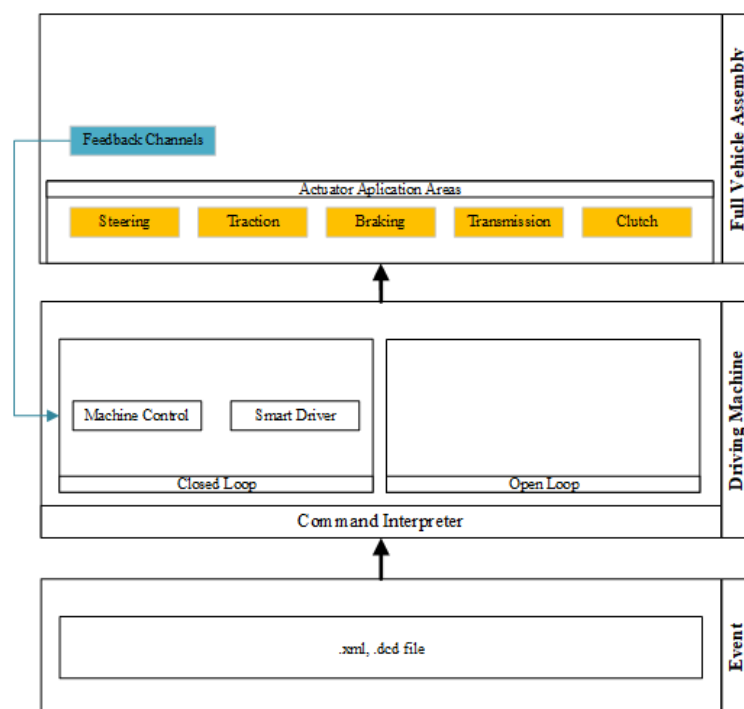 Full Vehicle Assembly
Feedback Channels
Actuator Aplication Areas
Steering
Traction
Braking
Transmission
Clutch
Driving Machine
Machine Control
Smart Driver
Closed Loop
Open Loop
Command Interpreter
Event
.xml, .dcd file